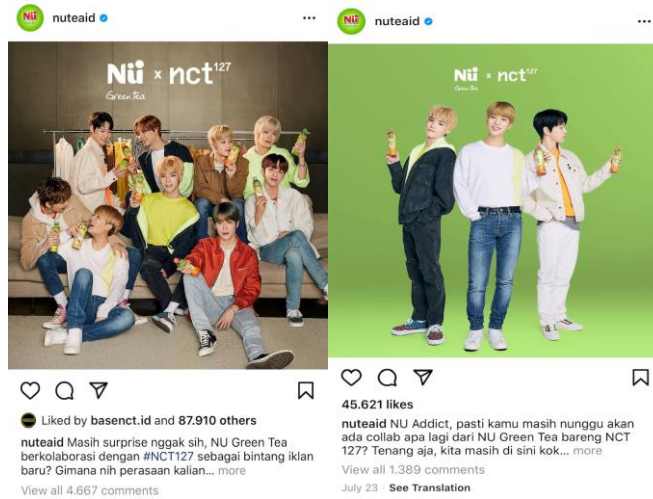 nuteaid
Nü x nct127
Green Tea
Liked by basenct.id and 87.910 others
nuteaid Masih surprise nggak sih, NU Green Tea
berkolaborasi dengan #NCT127 sebagai bintang iklan
baru? Gimana nih perasaan kalian... more
View all 4.667 comments
nuteaid
Nü x nct127
Green Tea
45.621 likes
nuteaid NU Addict, pasti kamu masih nunggu akan
ada collab apa lagi dari NU Green Tea bareng NCT
127? Tenang aja, kita masih di sini kok... more
View all 1.389 comments
July 23 · See Translation